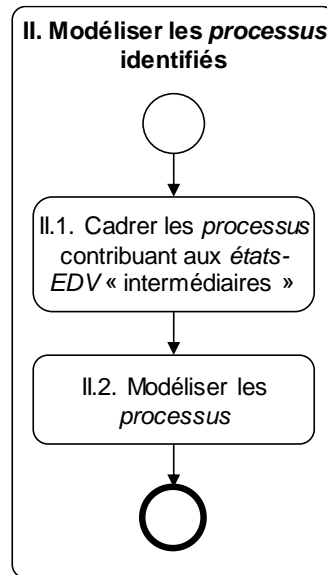 II. Modéliser les processus
identifiés
II.1. Cadrer les processus
contribuant aux états-
EDV « intermédiaires »
II.2. Modéliser les
processus